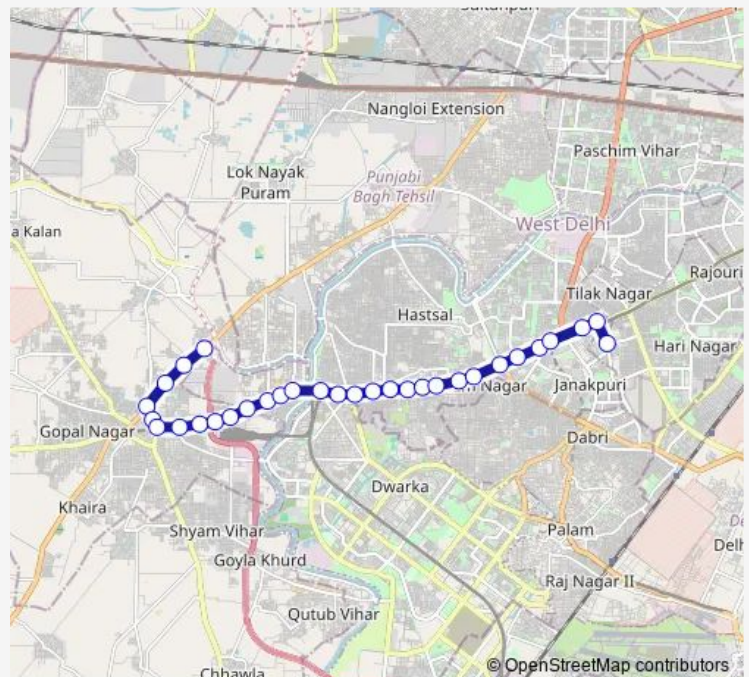 Nangloi Extension
Paschim Vihar
Lok Nayak
Puram
Punjabi
Bagh Tehsil
West Delhi
a Kalan
Rajouri
Tilak Nagar
Hastsal
Hari Nagar
Nagar
Janakpuri
Gopal Nagar
Dabri
Dwarka
Khaira
Shyam Vihar
Palam
Goyla Khurd
Raj Nagar II
Qutub Vihar
Chhawla
© OpenStreetMap contributors